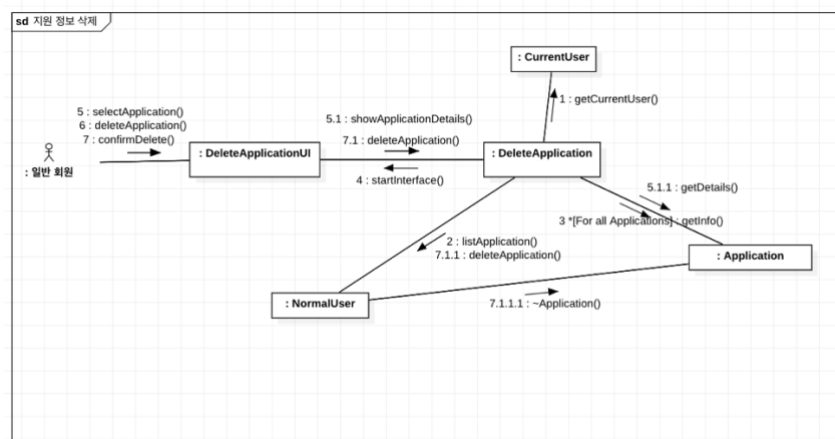 sd 지원 정보 삭제
: CurrentUser
1 : getCurrentUser()
5 : selectApplication()
6 : deleteApplication()
7 : confirmDelete()
5.1 : showApplicationDetails()
7.1 : deleteApplication()
: 일반 회원
: DeleteApplicationUI
: DeleteApplication
4 : startInterface()
5.1.1 : getDetails()
3 *[For all Applications] : getInfo()
2 : listApplication()
7.1.1 : deleteApplication()
: Application
: NormalUser
7.1.1.1 : ~Application()